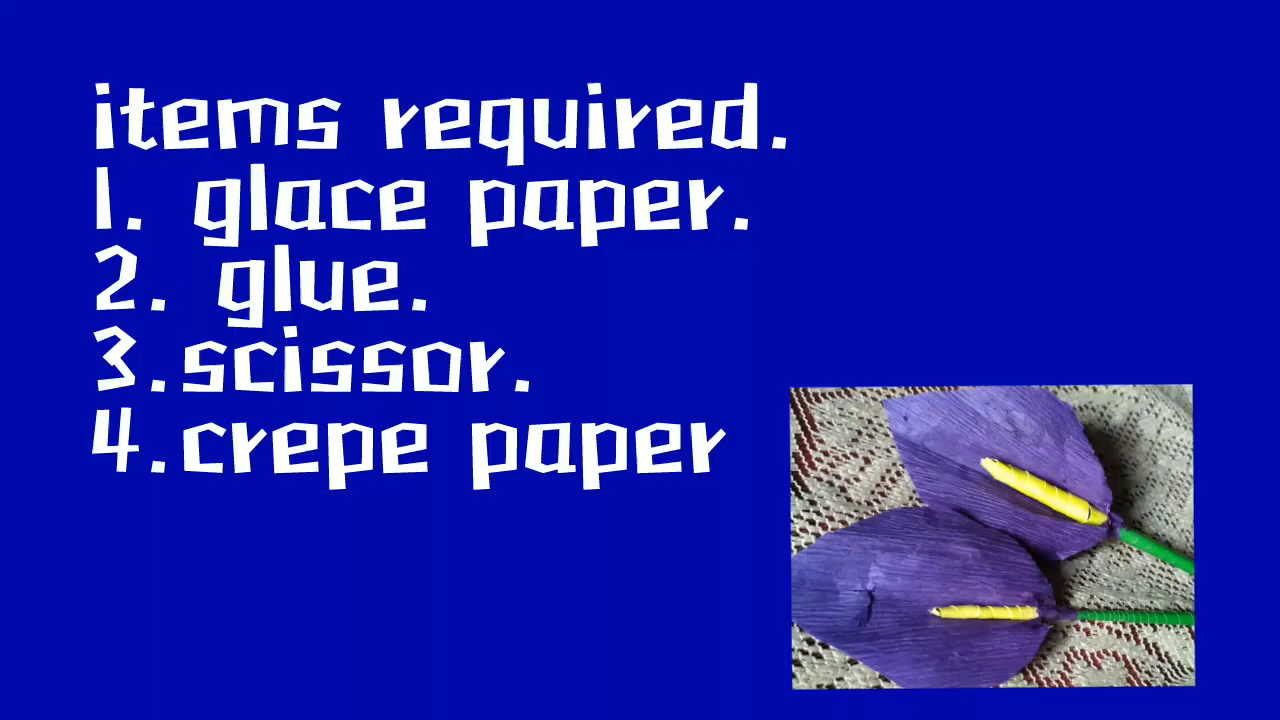 items required.
1. glace paper.
2. glue.
3.scissor.
4.crepe paper